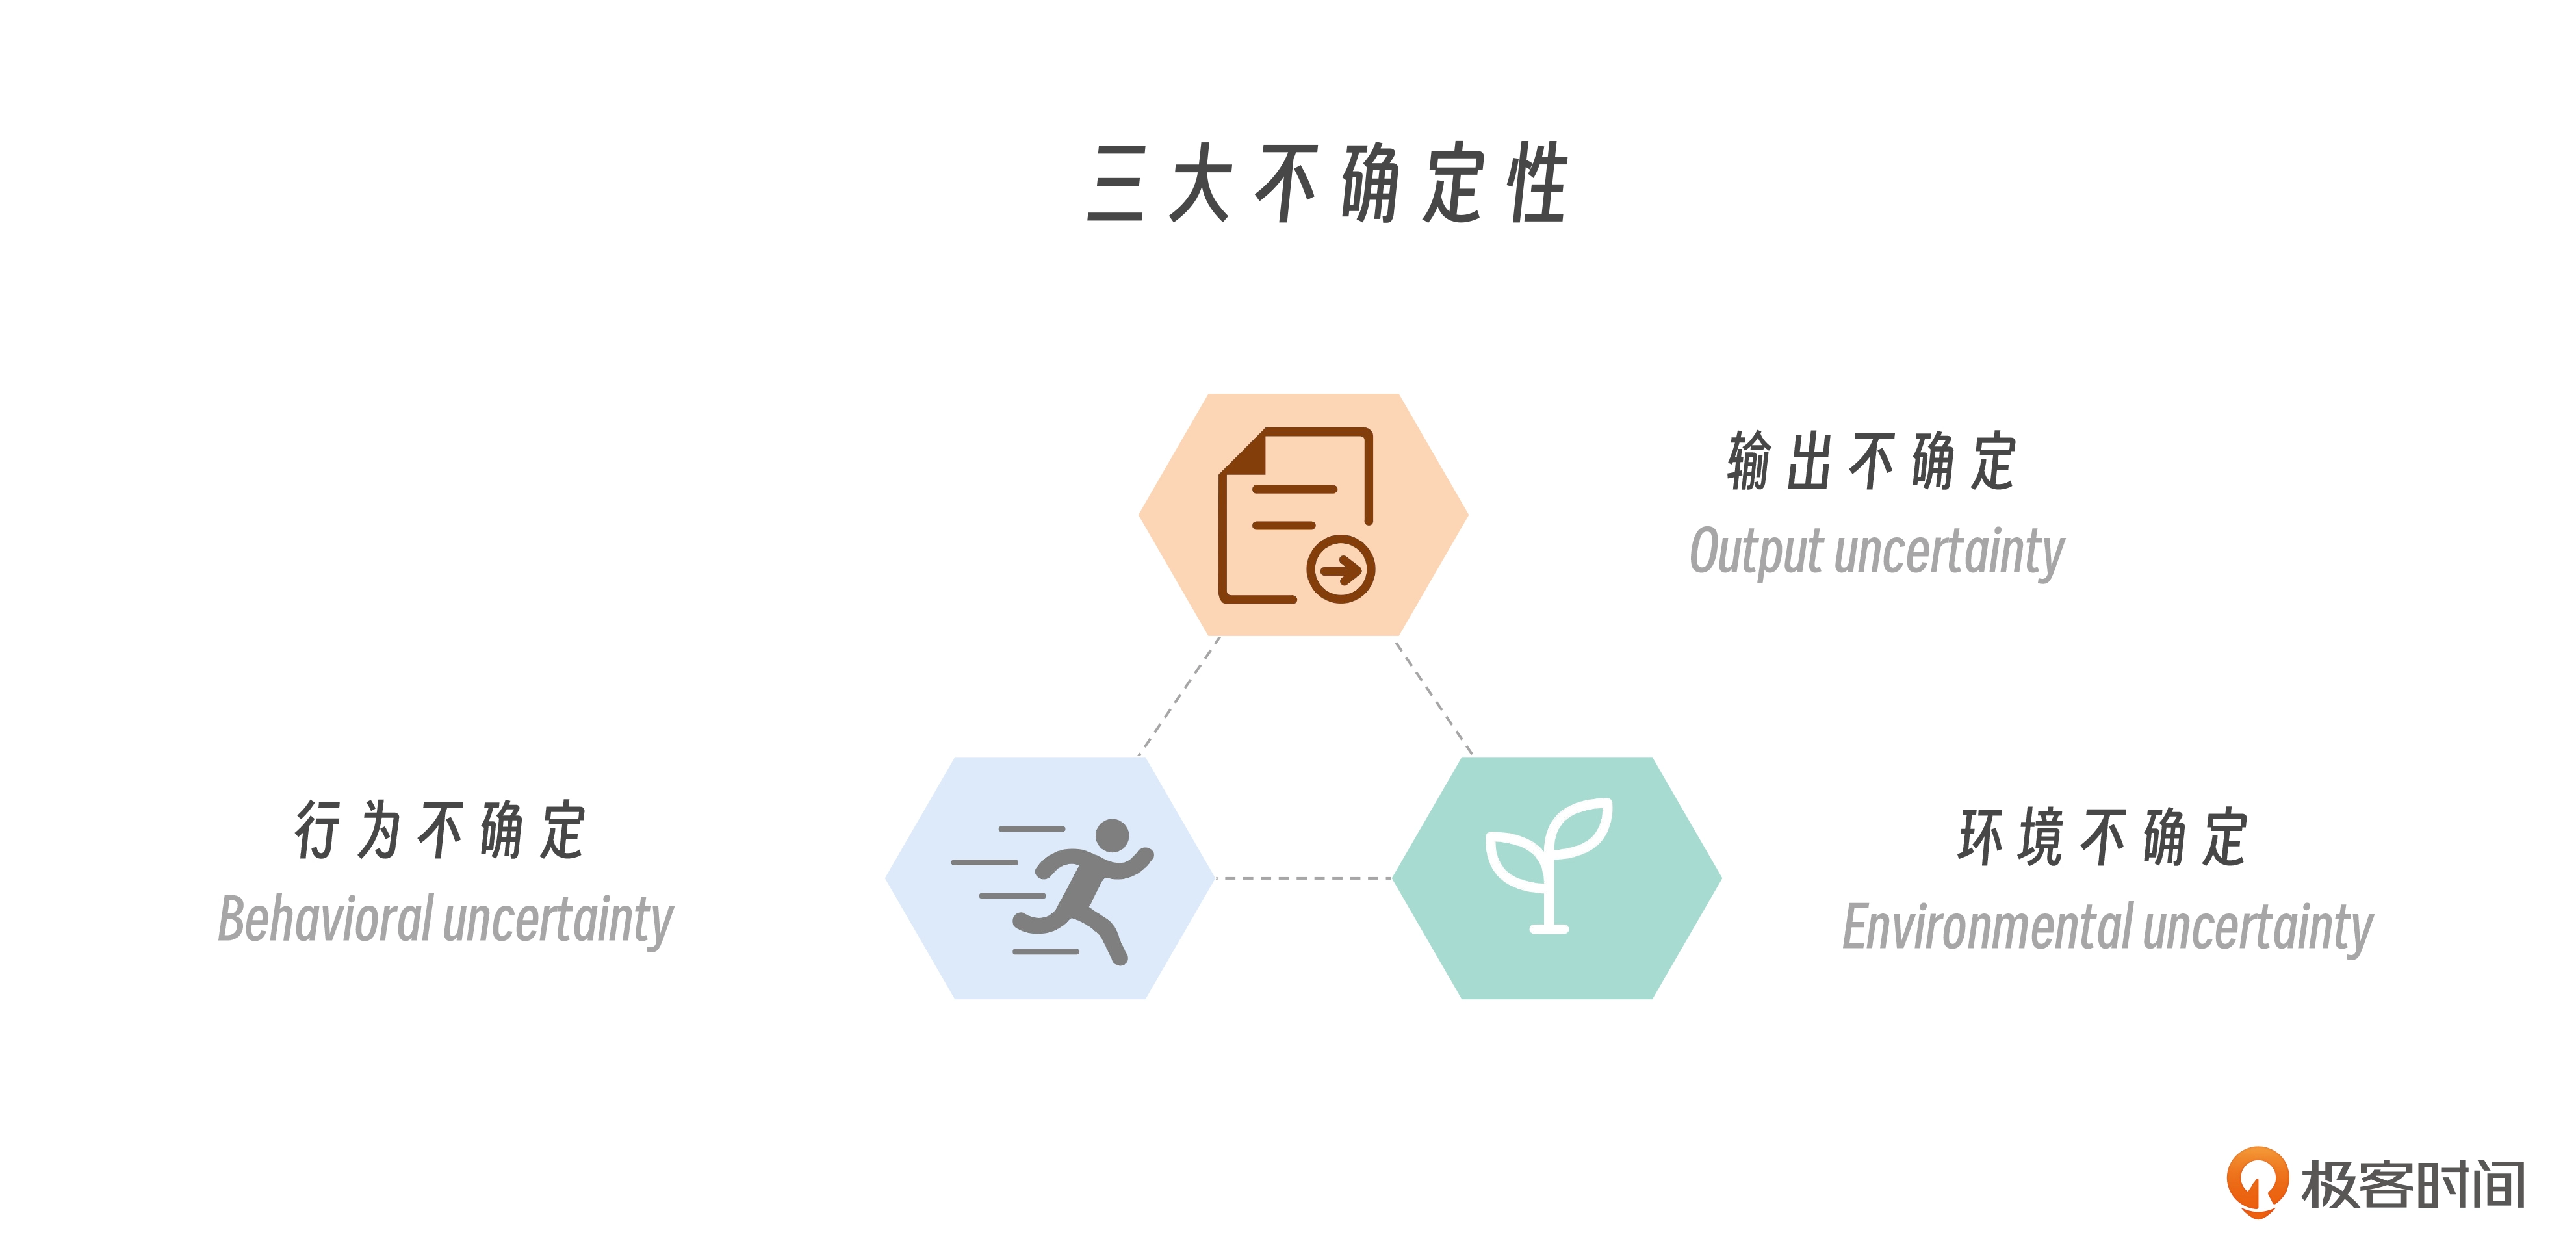 三大不确定性
输出不确定
Output uncertainty
行为不确定
Behavioral uncertainty
环境不确定
Environmental uncertainty
极客时间